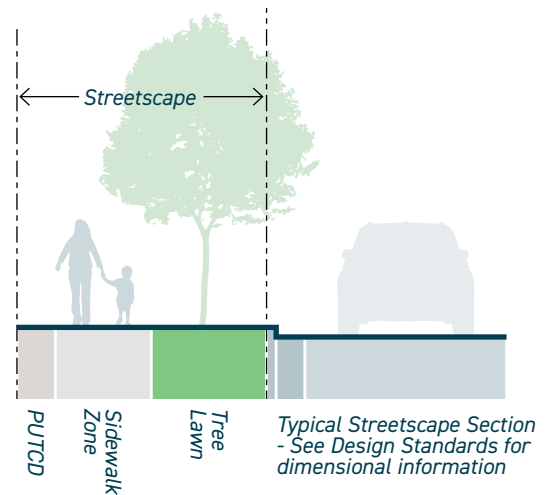 Streetscape
PUTCD
Sidewalk
Zone
Tree
Lawn
Typical Streetscape Section
- See Design Standards for
dimensional information